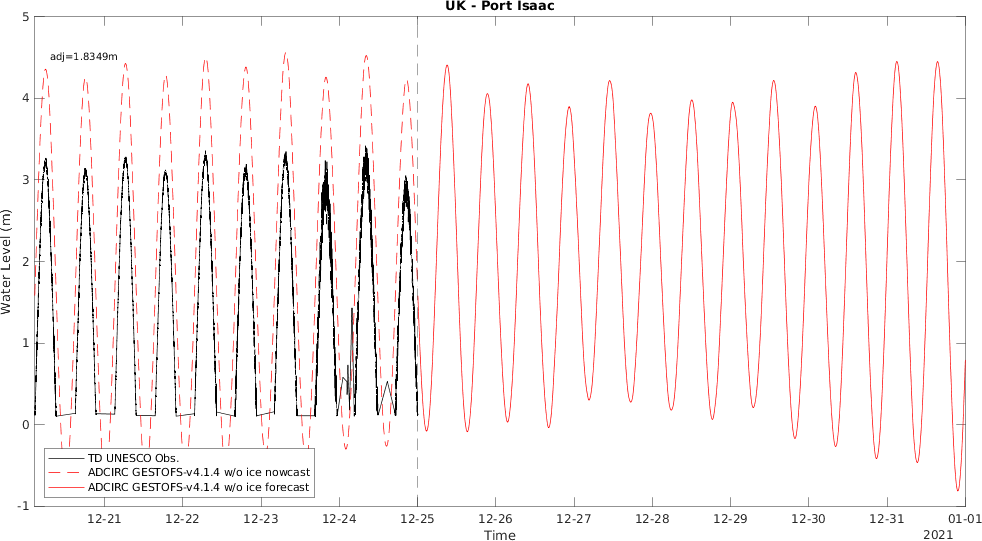 UK - Port Isaac
adj=1.8349m
Water Level (m)
5
4
3
2
1
0
-1
TD UNESCO Obs.
ADCIRC GESTOFS-v4.1.4 w/o ice nowcast
ADCIRC GESTOFS-v4.1.4 w/o ice forecast
12-21 12-22 12-23 12-24 12-25 12-26 12-27 12-28 12-29 12-30 12-31 01-01
Time
2021